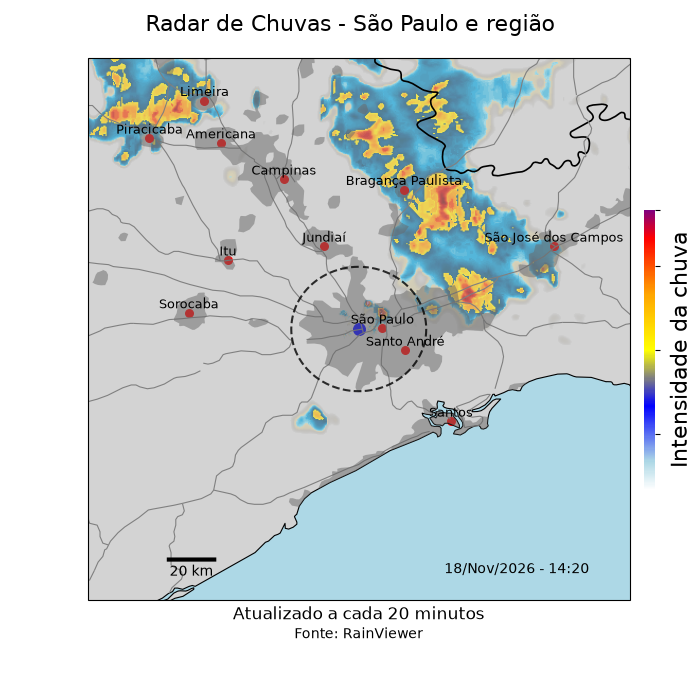 Radar de Chuvas - São Paulo e região
Limeira
Piracicaba
Americana
Campinas
Bragança Paulista
Jundiaí
São José dos Campos
Itu
Sorocaba
São Paulo
Santo André
Santos
Intensidade da chuva
20 km
18/Nov/2026 - 14:20
Atualizado a cada 20 minutos
Fonte: RainViewer